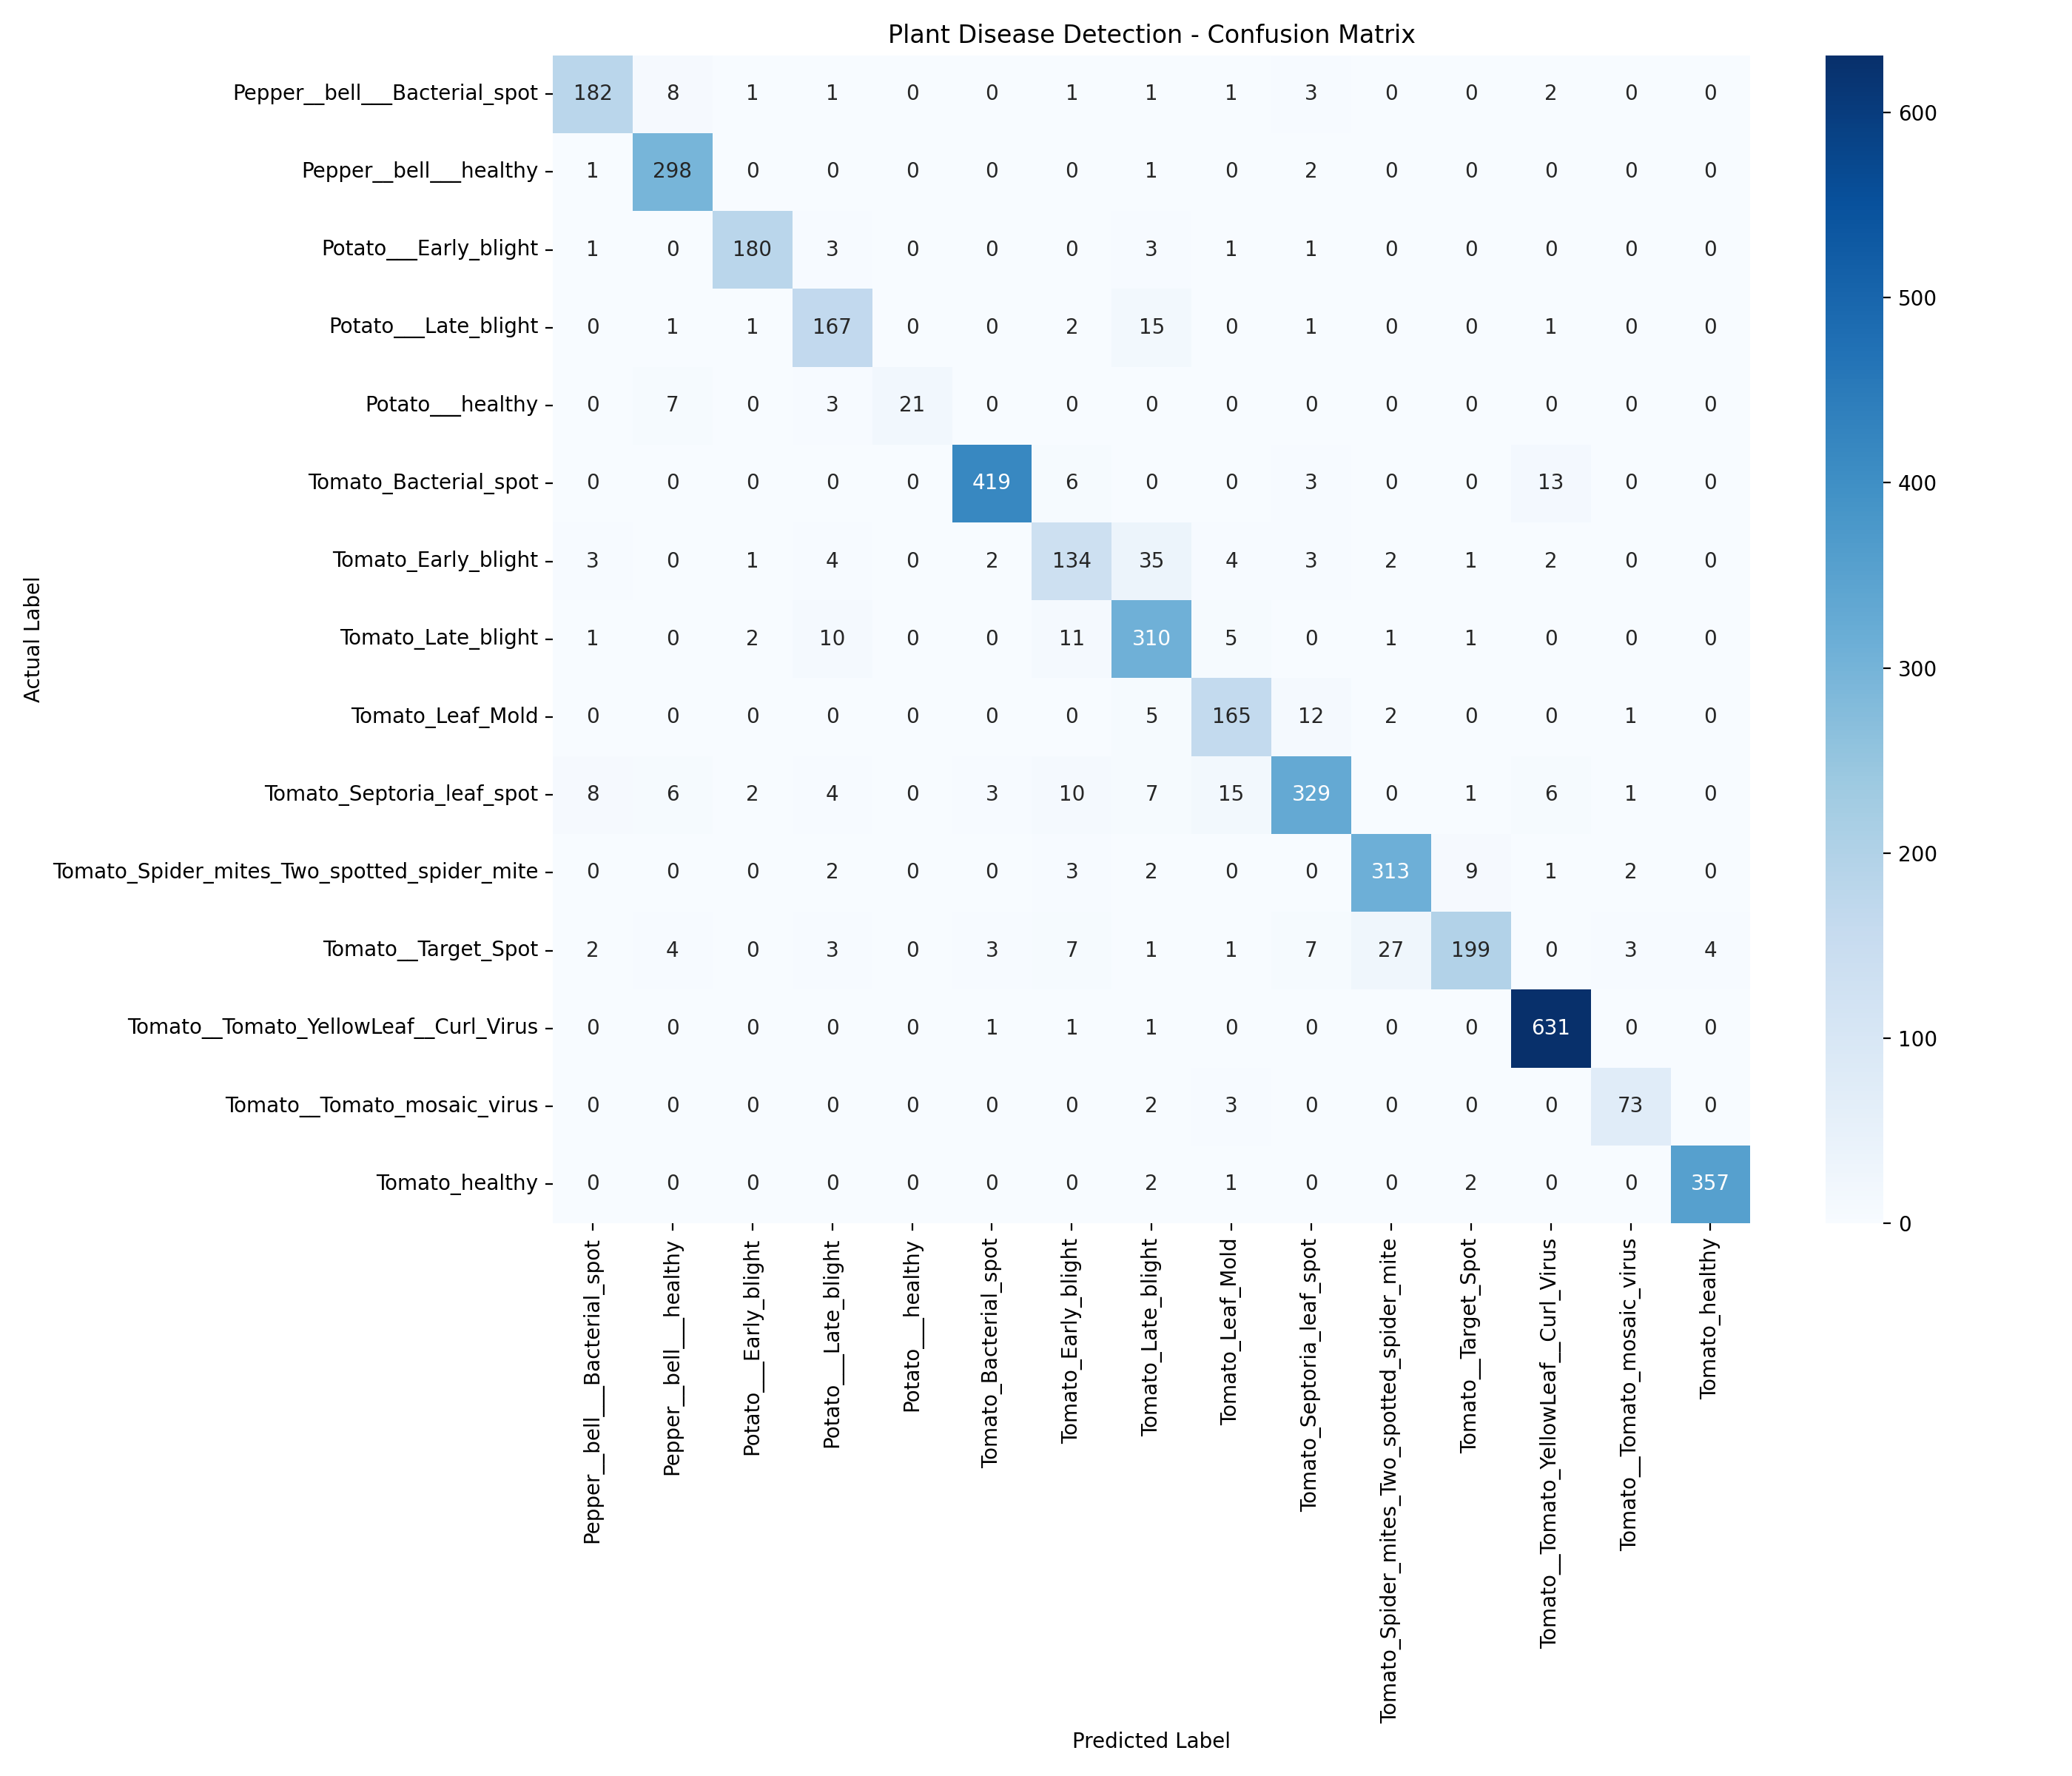 Plant Disease Detection - Confusion Matrix
Pepper__bell___Bacterial_spot 182 8 1 1 0 0 1 1 1 3 0 0 2 0 0
Pepper__bell___healthy 1 298 0 0 0 0 0 1 0 2 0 0 0 0 0
Potato___Early_blight 1 0 180 3 0 0 0 3 1 1 0 0 0 0 0
Potato___Late_blight 0 1 1 167 0 0 2 15 0 1 0 0 1 0 0
Potato___healthy 0 7 0 3 21 0 0 0 0 0 0 0 0 0 0
Tomato_Bacterial_spot 0 0 0 0 0 419 6 0 0 3 0 0 13 0 0
Tomato_Early_blight 3 0 1 4 0 2 134 35 4 3 2 1 2 0 0
Tomato_Late_blight 1 0 2 10 0 0 11 310 5 0 1 1 0 0 0
Tomato_Leaf_Mold 0 0 0 0 0 0 0 5 165 12 2 0 0 1 0
Tomato_Septoria_leaf_spot 8 6 2 4 0 3 10 7 15 329 0 1 6 1 0
Tomato_Spider_mites_Two_spotted_spider_mite 0 0 0 2 0 0 3 2 0 0 313 9 1 2 0
Tomato__Target_Spot 2 4 0 3 0 3 7 1 1 7 27 199 0 3 4
Tomato__Tomato_YellowLeaf__Curl_Virus 0 0 0 0 0 1 1 1 0 0 0 0 631 0 0
Tomato__Tomato_mosaic_virus 0 0 0 0 0 0 0 2 3 0 0 0 0 73 0
Tomato_healthy 0 0 0 0 0 0 0 2 1 0 0 2 0 0 357
Actual Label
Pepper__bell___Bacterial_spot
Pepper__bell___healthy
Potato___Early_blight
Potato___Late_blight
Potato___healthy
Tomato_Bacterial_spot
Tomato_Early_blight
Tomato_Late_blight
Tomato_Leaf_Mold
Tomato_Septoria_leaf_spot
Tomato_Spider_mites_Two_spotted_spider_mite
Tomato__Target_Spot
Tomato__Tomato_YellowLeaf__Curl_Virus
Tomato__Tomato_mosaic_virus
Tomato_healthy
Predicted Label
600
500
400
300
200
100
0